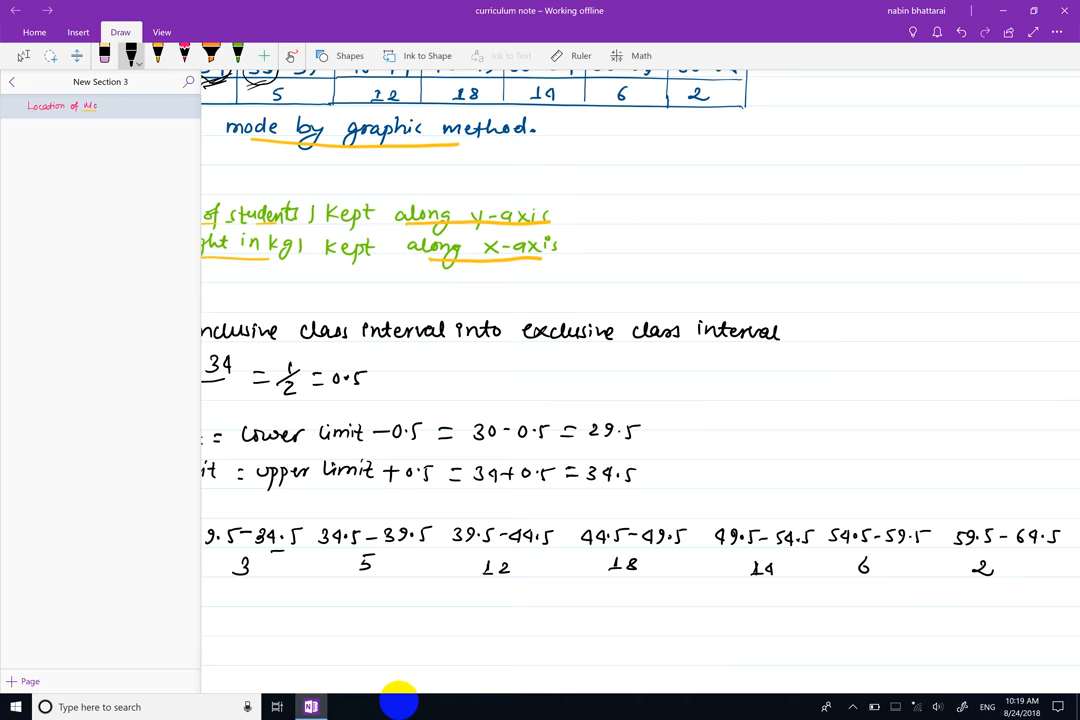 curriculum note – Working offline
nabin bhattarai
Home Insert Draw View
Shapes Ink to Shape Ink to Text Ruler Math
New Section 3
Location of Mo
5 12 18 14 6 2
mode by graphic method.
of students) kept along y-axis
ght in kg) kept along x-axis
nclusive class interval into exclusive class interval
34 = 1/2 = 0.5
= lower limit - 0.5 = 30 - 0.5 = 29.5
it = upper limit + 0.5 = 34 + 0.5 = 34.5
9.5-34.5 34.5-39.5 39.5-44.5 44.5-49.5 49.5-54.5 54.5-59.5 59.5-64.5
3 5 12 18 14 6 2
+ Page
Type here to search
ENG
10:19 AM
8/24/2018